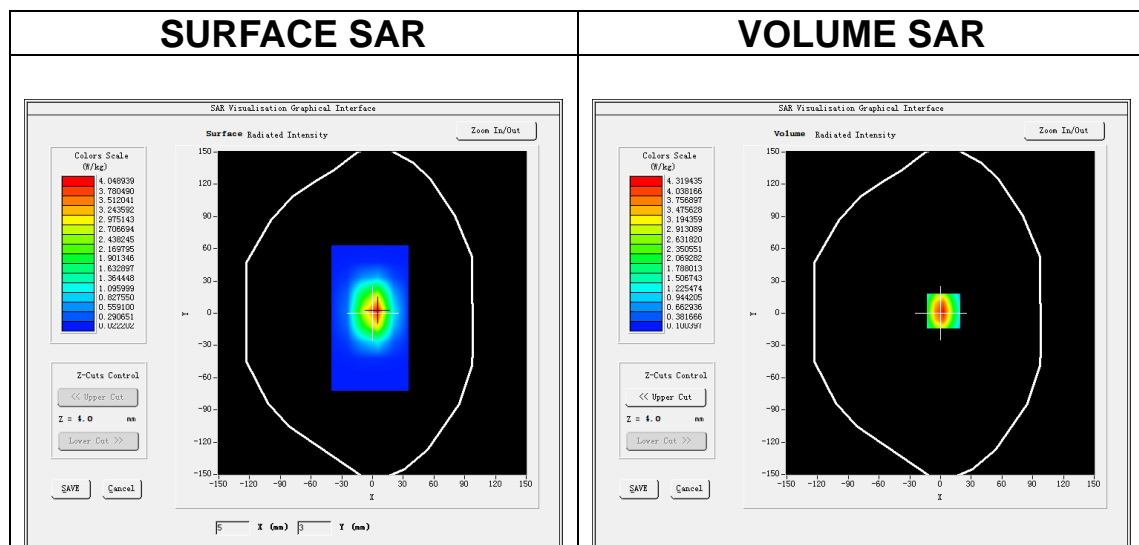 SURFACE SAR
VOLUME SAR
SAR Visualisation Graphical Interface
Surface Radiated Intensity
Zoom In/Out
Colors Scale
(W/kg)
4.048939
3.780490
3.512041
3.243592
2.975143
2.706694
2.438245
2.169795
1.901346
1.632897
1.364448
1.095999
0.827550
0.559100
0.290651
0.022202
Z-Cuts Control
<< Upper Cut
Z = 4.0 mm
Lower Cut >>
SAVE
Cancel
150
120
90
60
30
0
-30
-60
-90
-120
-150
Y
-150 -120 -90 -60 -30 0 30 60 90 120 150
X
5 X (mm) 3 Y (mm)
SAR Visualisation Graphical Interface
Volume Radiated Intensity
Zoom In/Out
Colors Scale
(W/kg)
4.319435
4.038166
3.756897
3.475628
3.194359
2.913089
2.631820
2.350551
2.069282
1.788013
1.506743
1.225474
0.944205
0.662936
0.381666
0.100397
Z-Cuts Control
<< Upper Cut
Z = 4.0 mm
Lower Cut >>
SAVE
Cancel
150
120
90
60
30
0
-30
-60
-90
-120
-150
Y
-150 -120 -90 -60 -30 0 30 60 90 120 150
X